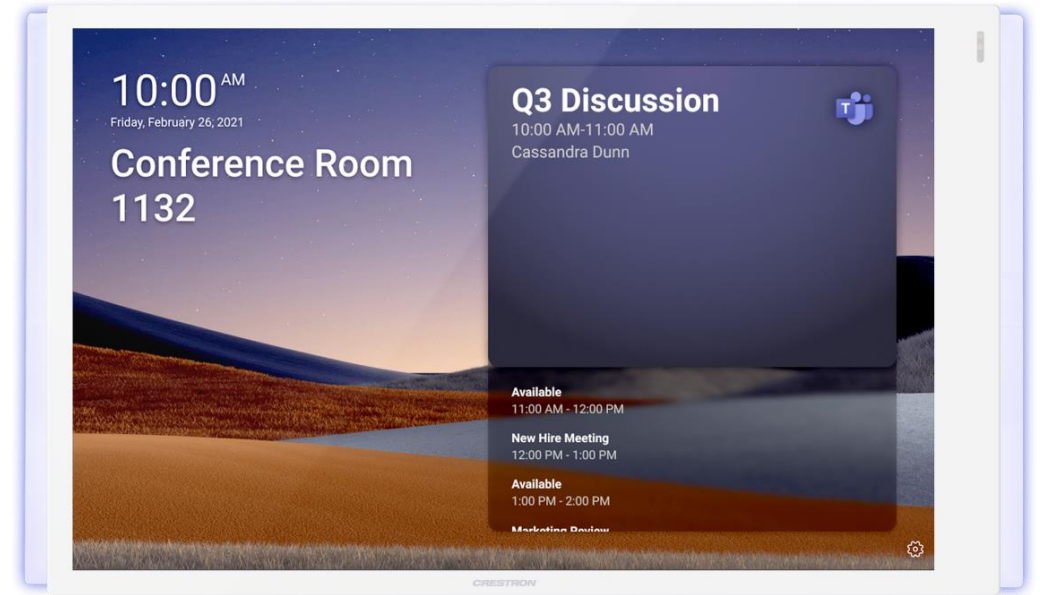 10:00 AM
Friday, February 26, 2021
Conference Room
1132
Q3 Discussion
10:00 AM-11:00 AM
Cassandra Dunn
T
Available
11:00 AM - 12:00 PM
New Hire Meeting
12:00 PM - 1:00 PM
Available
1:00 PM - 2:00 PM
Marketing Review
CRESTRON